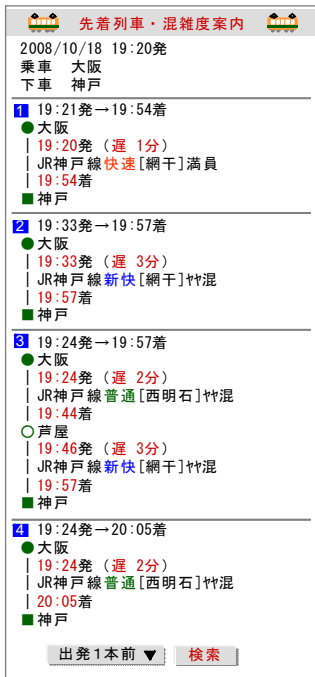 先着列車・混雑度案内
2008/10/18 19:20発
乗車 大阪
下車 神戸
1 19:21発→19:54着
●大阪
| 19:20発（遅 1分）
| JR神戸線快速[網干]満員
| 19:54着
■神戸
2 19:33発→19:57着
●大阪
| 19:33発（遅 3分）
| JR神戸線新快[網干]ﾔﾔ混
| 19:57着
■神戸
3 19:24発→19:57着
●大阪
| 19:24発（遅 2分）
| JR神戸線普通[西明石]ﾔﾔ混
| 19:44着
○芦屋
| 19:46発（遅 3分）
| JR神戸線新快[網干]ﾔﾔ混
| 19:57着
■神戸
4 19:24発→20:05着
●大阪
| 19:24発（遅 2分）
| JR神戸線普通[西明石]ﾔﾔ混
| 20:05着
■神戸
出発1本前 ▼ 検索